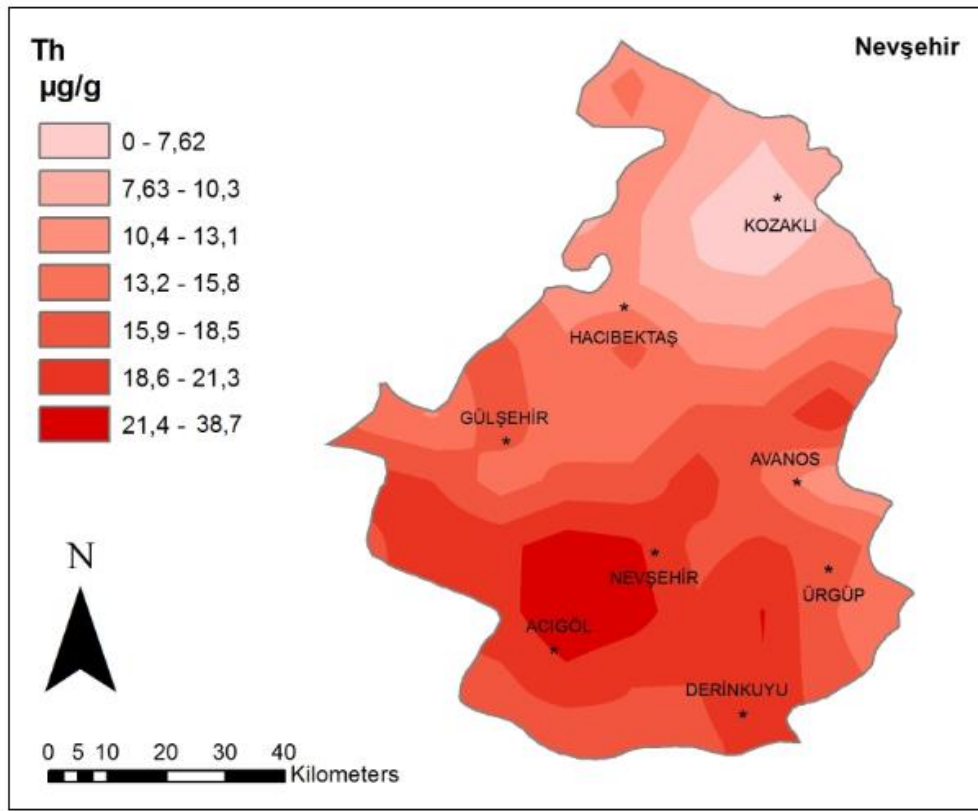 Th
µg/g
0 - 7,62
7,63 - 10,3
10,4 - 13,1
13,2 - 15,8
15,9 - 18,5
18,6 - 21,3
21,4 - 38,7
Nevşehir
KOZAKLI
HACIBEKTAŞ
GÜLŞEHİR
AVANOS
NEVŞEHİR
ÜRGÜP
ACIGÖL
DERİNKUYU
N
0 5 10 20 30 40
Kilometers